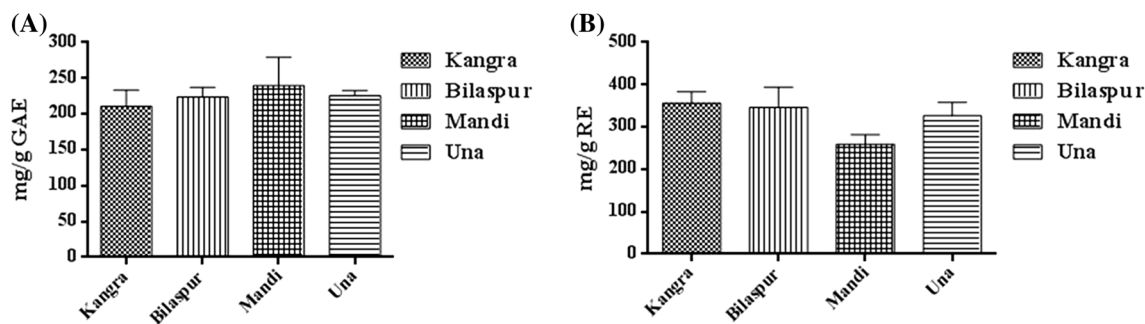 (A)
mg/g GAE
300
250
200
150
100
50
0
Kangra
Bilaspur
Mandi
Una
Kangra
Bilaspur
Mandi
Una
(B)
mg/g RE
500
400
300
200
100
0
Kangra
Bilaspur
Mandi
Una
Kangra
Bilaspur
Mandi
Una